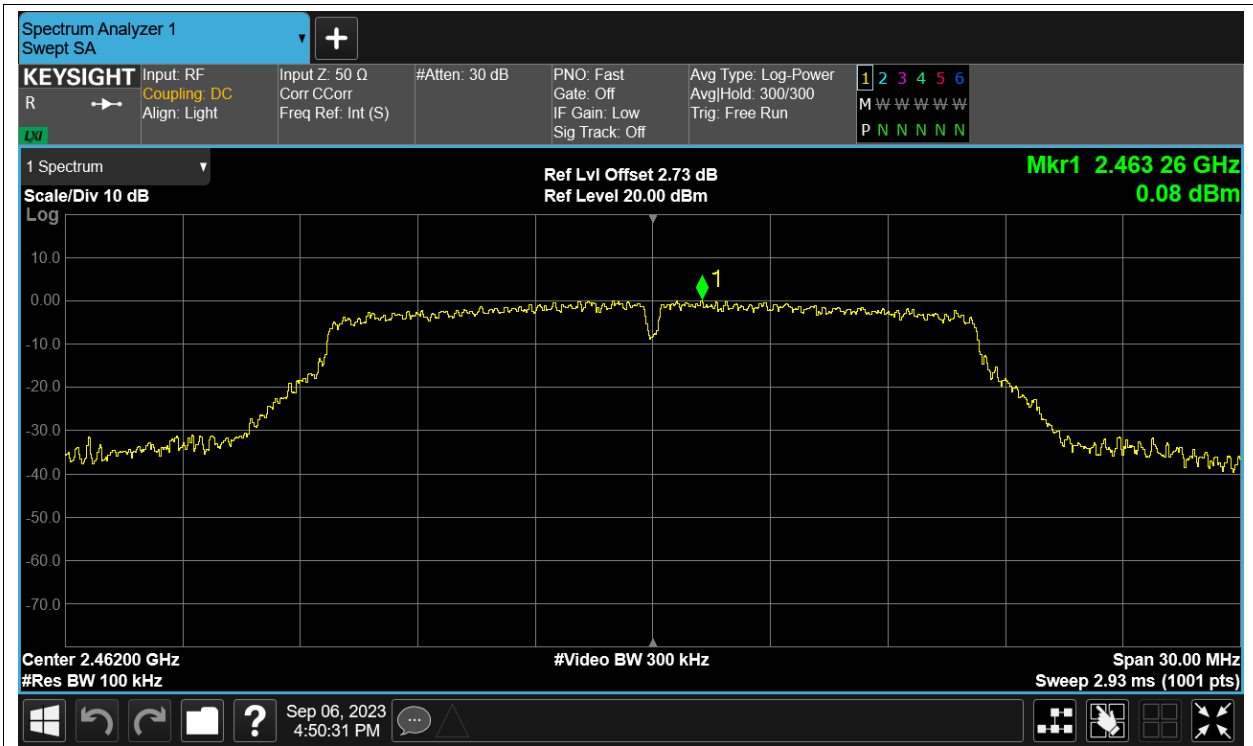 Spectrum Analyzer 1
Swept SA
KEYSIGHT
R
LXI
Input: RF
Coupling: DC
Align: Light
Input Z: 50 Ω
Corr CCorr
Freq Ref: Int (S)
#Atten: 30 dB
PNO: Fast
Gate: Off
IF Gain: Low
Sig Track: Off
Avg Type: Log-Power
Avg|Hold: 300/300
Trig: Free Run
1 2 3 4 5 6
M W W W W W
P N N N N N
1 Spectrum
Scale/Div 10 dB
Log
Ref Lvl Offset 2.73 dB
Ref Level 20.00 dBm
Mkr1 2.463 26 GHz
0.08 dBm
1
10.0
0.00
-10.0
-20.0
-30.0
-40.0
-50.0
-60.0
-70.0
Center 2.46200 GHz
#Res BW 100 kHz
#Video BW 300 kHz
Span 30.00 MHz
Sweep 2.93 ms (1001 pts)
?
Sep 06, 2023
4:50:31 PM